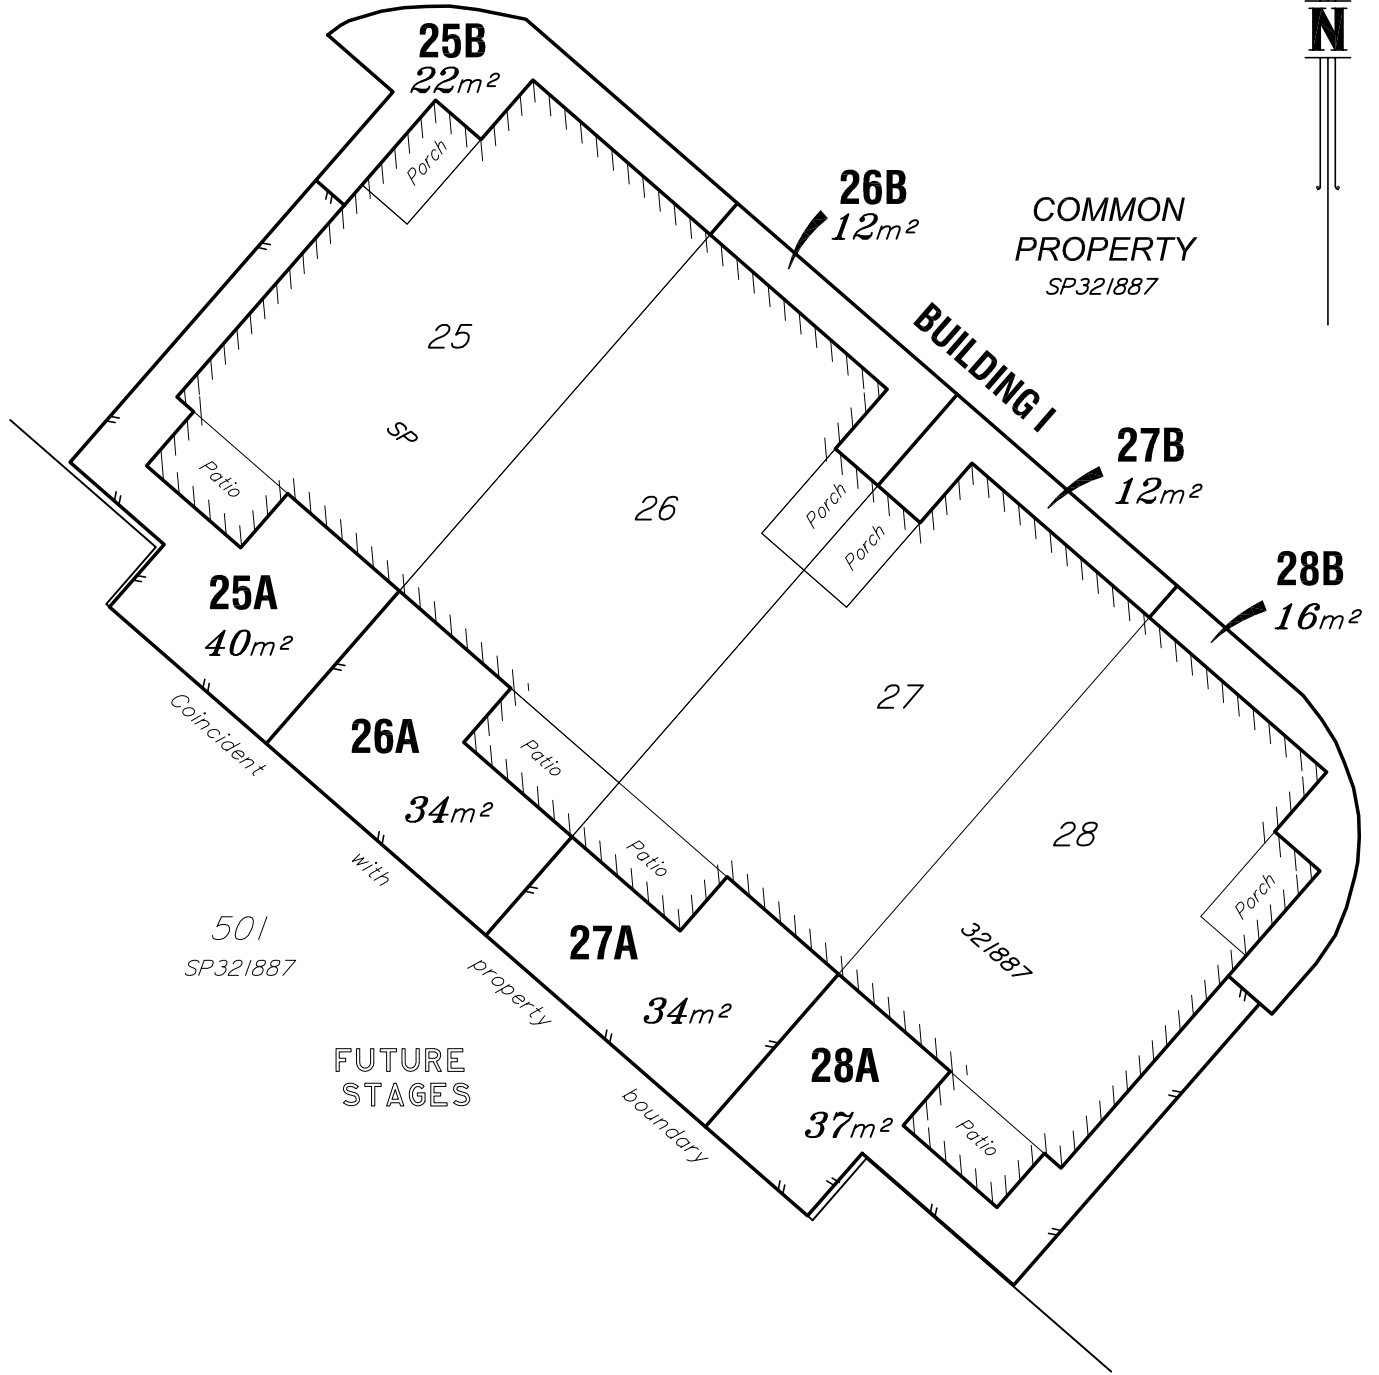 25B
22m²
N
Porch
26B
12m²
COMMON
PROPERTY
SP321887
25
BUILDING 1
SP
27B
12m²
Patio
26
Porch
Porch
28B
16m²
25A
40m²
27
Coincident
26A
Patio
34m²
28
with
Patio
Porch
501
SP321887
27A
321887
property
34m²
FUTURE
STAGES
28A
boundary
37m²
Patio